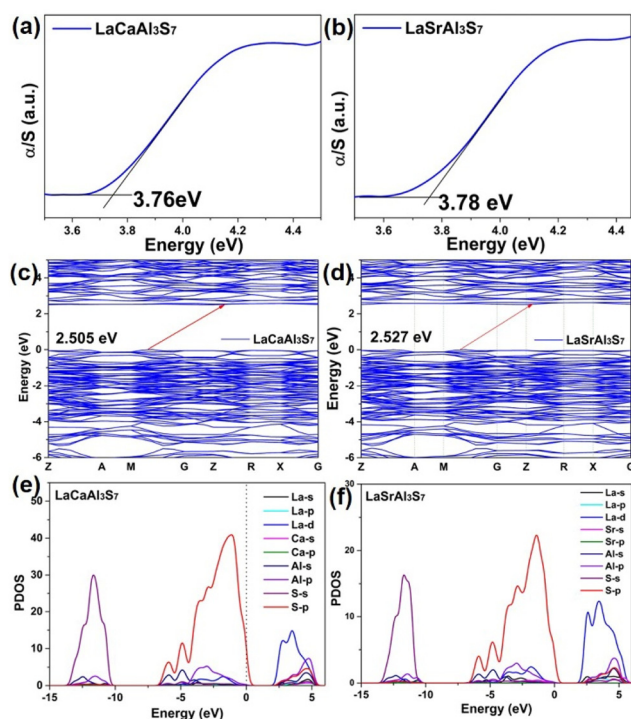 (a)
LaCaAl₃S₇
α/S (a.u.)
3.76eV
3.6 3.8 4.0 4.2 4.4
Energy (eV)
(b)
LaSrAl₃S₇
α/S (a.u.)
3.78 eV
3.6 3.8 4.0 4.2 4.4
Energy (eV)
(c)
Energy (eV)
4
2
0
-2
-4
-6
2.505 eV
LaCaAl₃S₇
Z A M G Z R X G
(d)
Energy (eV)
4
2
0
-2
-4
-6
2.527 eV
LaSrAl₃S₇
Z A M G Z R X G
(e)
LaCaAl₃S₇
PDOS
50
40
30
20
10
0
La-s
La-p
La-d
Ca-s
Ca-p
Al-s
Al-p
S-s
S-p
-15 -10 -5 0 5
Energy (eV)
(f)
LaSrAl₃S₇
PDOS
30
20
10
0
La-s
La-p
La-d
Sr-s
Sr-p
Al-s
Al-p
S-s
S-p
-15 -10 -5 0 5
Energy (eV)